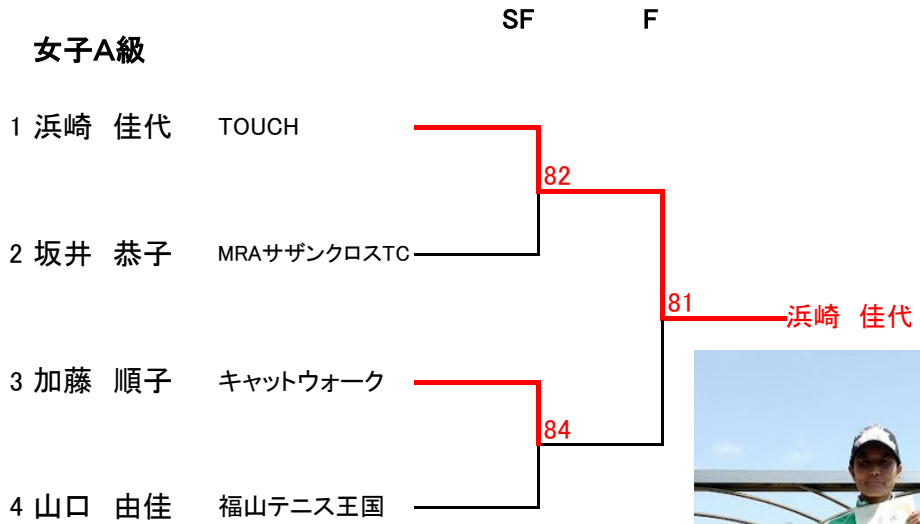 SF F
女子A級
1 浜崎 佳代 TOUCH
82
2 坂井 恭子 MRAサザンクロスTC
81
浜崎 佳代
3 加藤 順子 キャットウォーク
84
4 山口 由佳 福山テニス王国